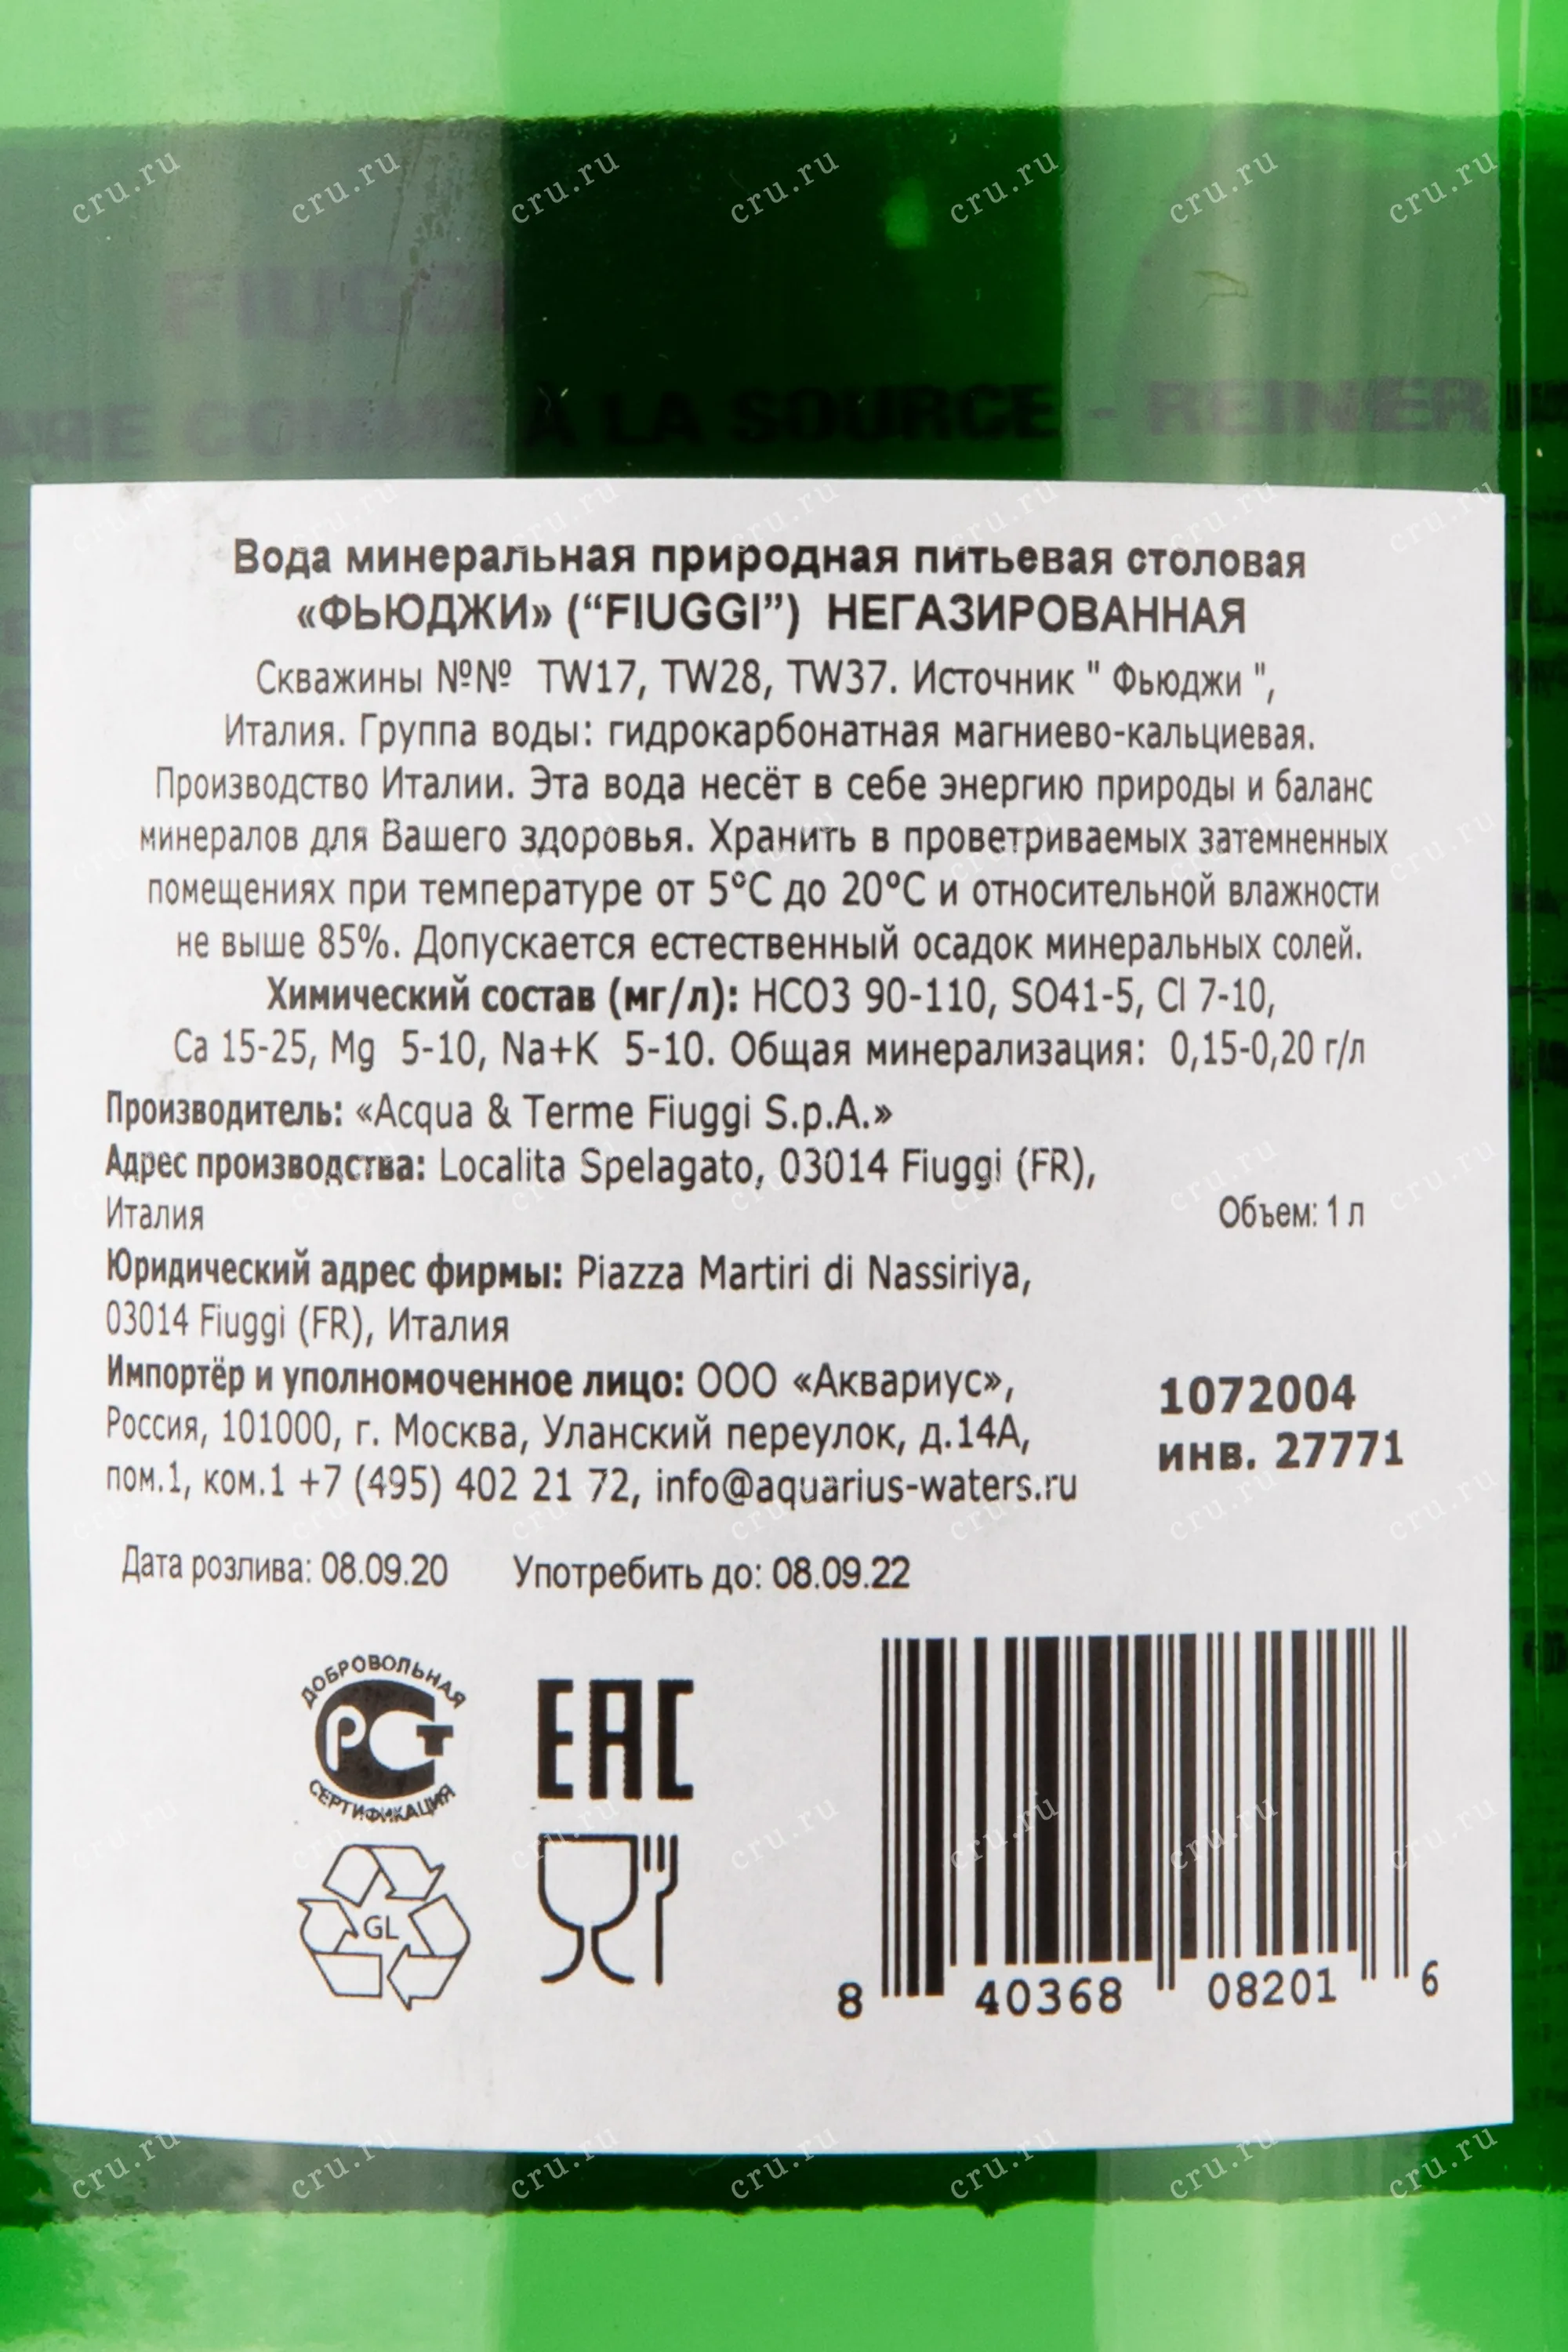 FIUGGI
COMME À LA SOURCE - REINER
Вода минеральная природная питьевая столовая
«ФЬЮДЖИ» (“FIUGGI”) НЕГАЗИРОВАННАЯ
Скважины №№ TW17, TW28, TW37. Источник " Фьюджи ",
Италия. Группа воды: гидрокарбонатная магниево-кальциевая.
Производство Италии. Эта вода несёт в себе энергию природы и баланс
минералов для Вашего здоровья. Хранить в проветриваемых затемненных
помещениях при температуре от 5°C до 20°C и относительной влажности
не выше 85%. Допускается естественный осадок минеральных солей.
Химический состав (мг/л): HCO3 90-110, SO41-5, Cl 7-10,
Ca 15-25, Mg 5-10, Na+K 5-10. Общая минерализация: 0,15-0,20 г/л
Производитель: «Acqua & Terme Fiuggi S.p.A.»
Адрес производства: Localita Spelagato, 03014 Fiuggi (FR),
Италия
Объем: 1 л
Юридический адрес фирмы: Piazza Martiri di Nassiriya,
03014 Fiuggi (FR), Италия
Импортёр и уполномоченное лицо: ООО «Аквариус»,
Россия, 101000, г. Москва, Уланский переулок, д.14А,
пом.1, ком.1 +7 (495) 402 21 72, info@aquarius-waters.ru
1072004
инв. 27771
Дата розлива: 08.09.20 Употребить до: 08.09.22
ДОБРОВОЛЬНАЯ
РСТ
СЕРТИФИКАЦИЯ
EAC
GL
8 40368 08201 6
cru.ru